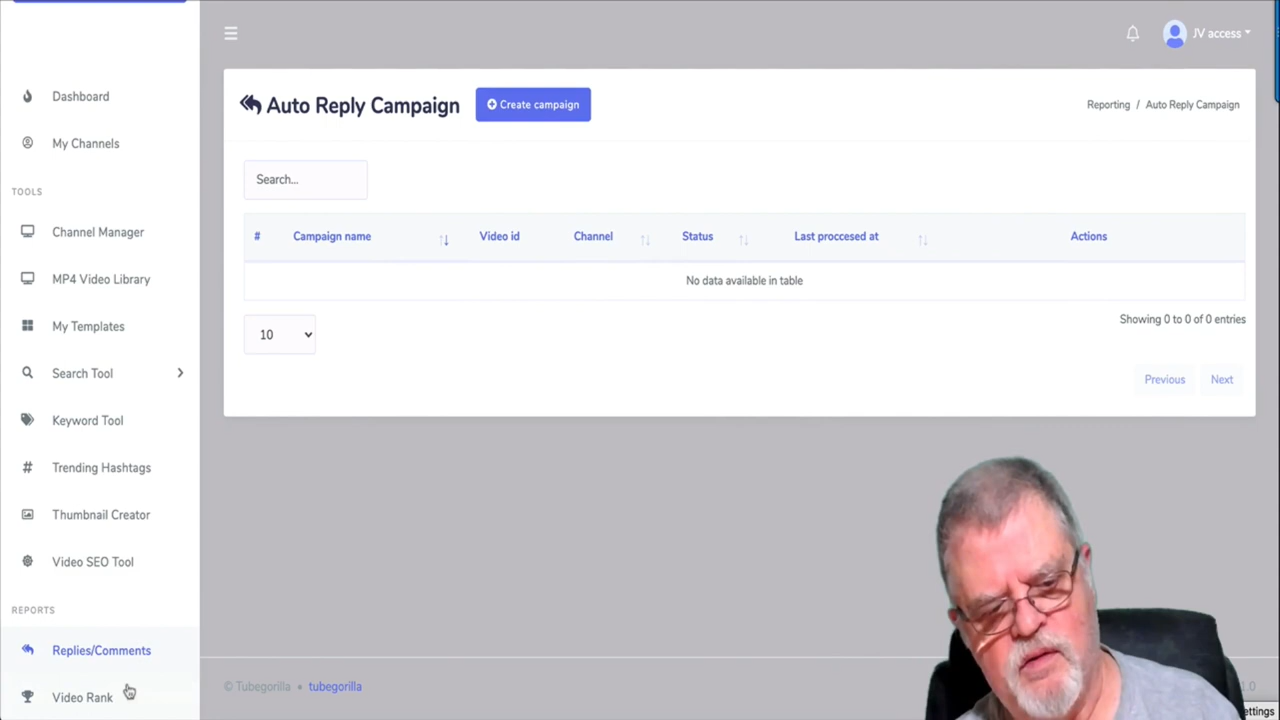 JV access
Dashboard
My Channels
TOOLS
Channel Manager
MP4 Video Library
My Templates
Search Tool
Keyword Tool
# Trending Hashtags
Thumbnail Creator
Video SEO Tool
REPORTS
Replies/Comments
Video Rank
Auto Reply Campaign
Create campaign
Reporting / Auto Reply Campaign
Search...
# Campaign name Video id Channel Status Last proccesed at Actions
No data available in table
10
Showing 0 to 0 of 0 entries
Previous Next
© Tubegorilla • tubegorilla